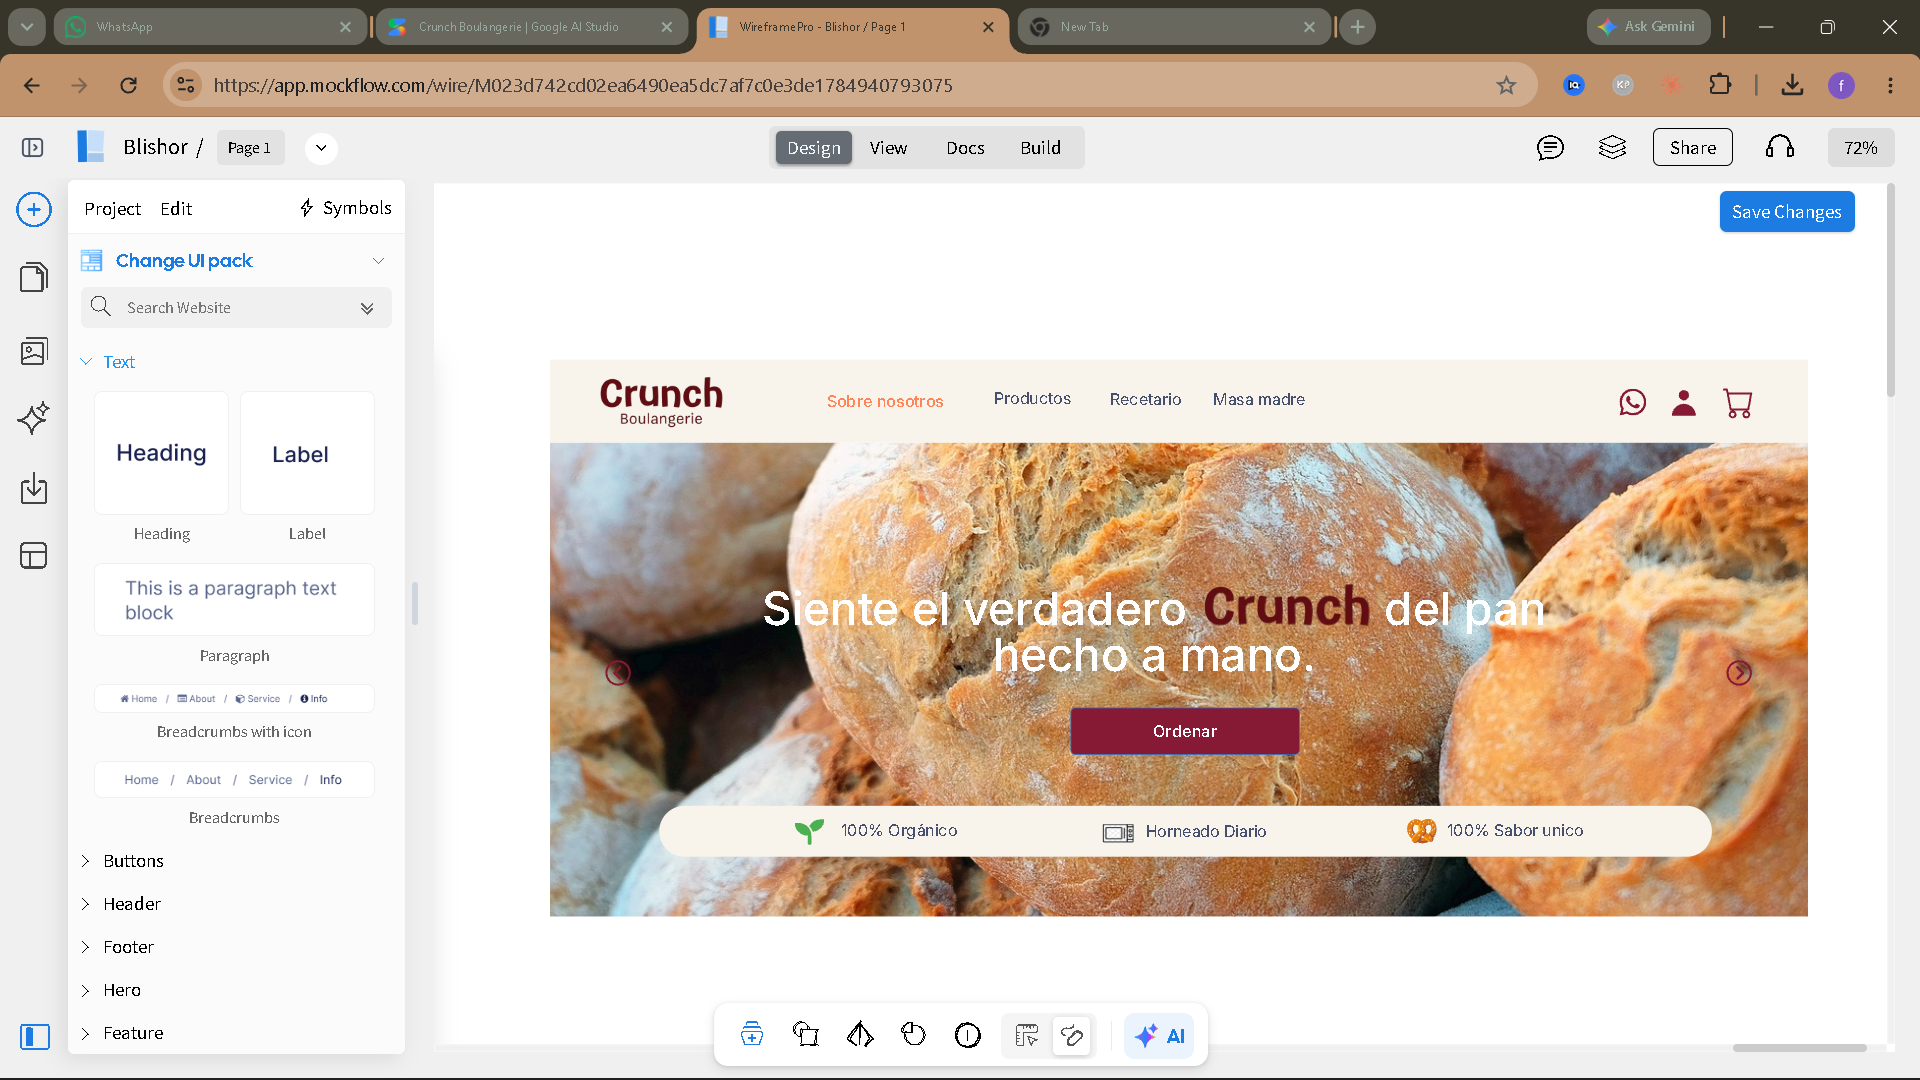 WhatsApp
Crunch Boulangerie | Google AI Studio
WireframePro - Blishor / Page 1
New Tab
Ask Gemini
https://app.mockflow.com/wire/M023d742cd02ea6490ea5dc7af7c0e3de1784940793075
f
Blishor /
Page 1
Design
View
Docs
Build
Share
72%
Project
Edit
Symbols
Save Changes
Change UI pack
Search Website
Text
Heading
Label
Heading
Label
This is a paragraph text
block
Paragraph
Home / About / Service / Info
Breadcrumbs with icon
Home / About / Service / Info
Breadcrumbs
Buttons
Header
Footer
Hero
Feature
Crunch
Boulangerie
Sobre nosotros
Productos
Recetario
Masa madre
Siente el verdadero Crunch del pan
hecho a mano.
Ordenar
100% Orgánico
Horneado Diario
100% Sabor unico
AI